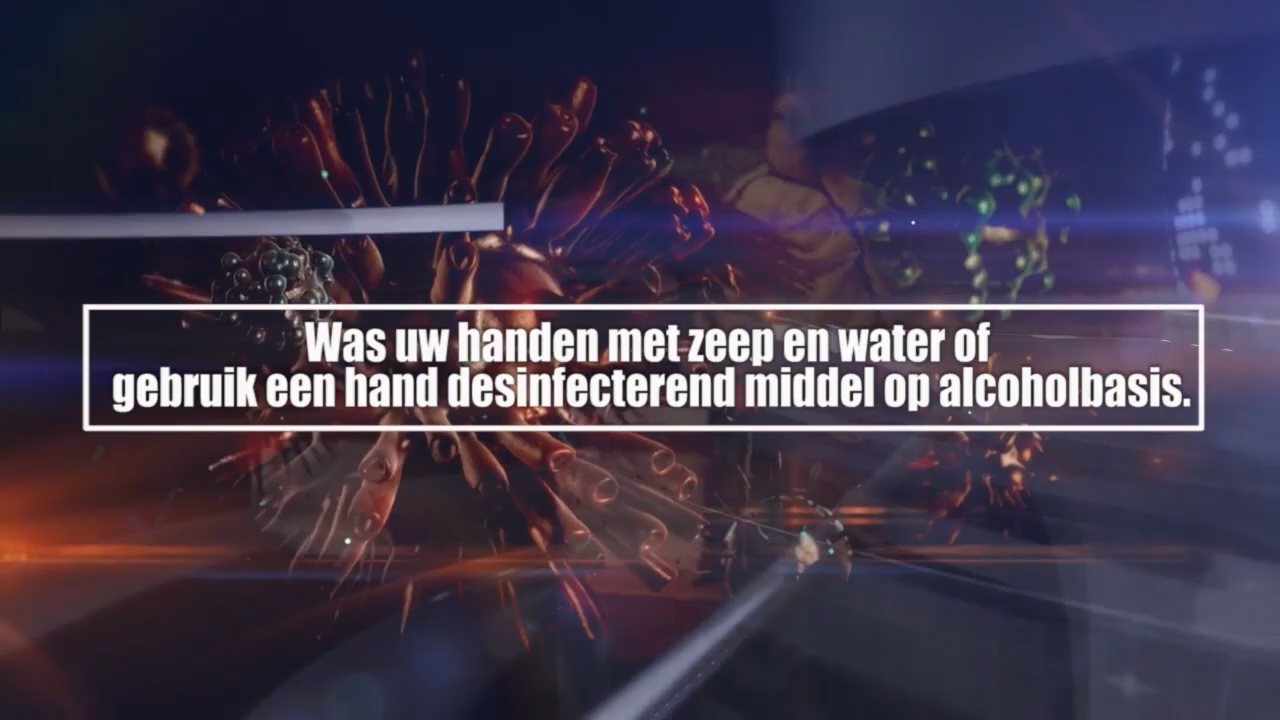 Was uw handen met zeep en water of
gebruik een hand desinfecterend middel op alcoholbasis.